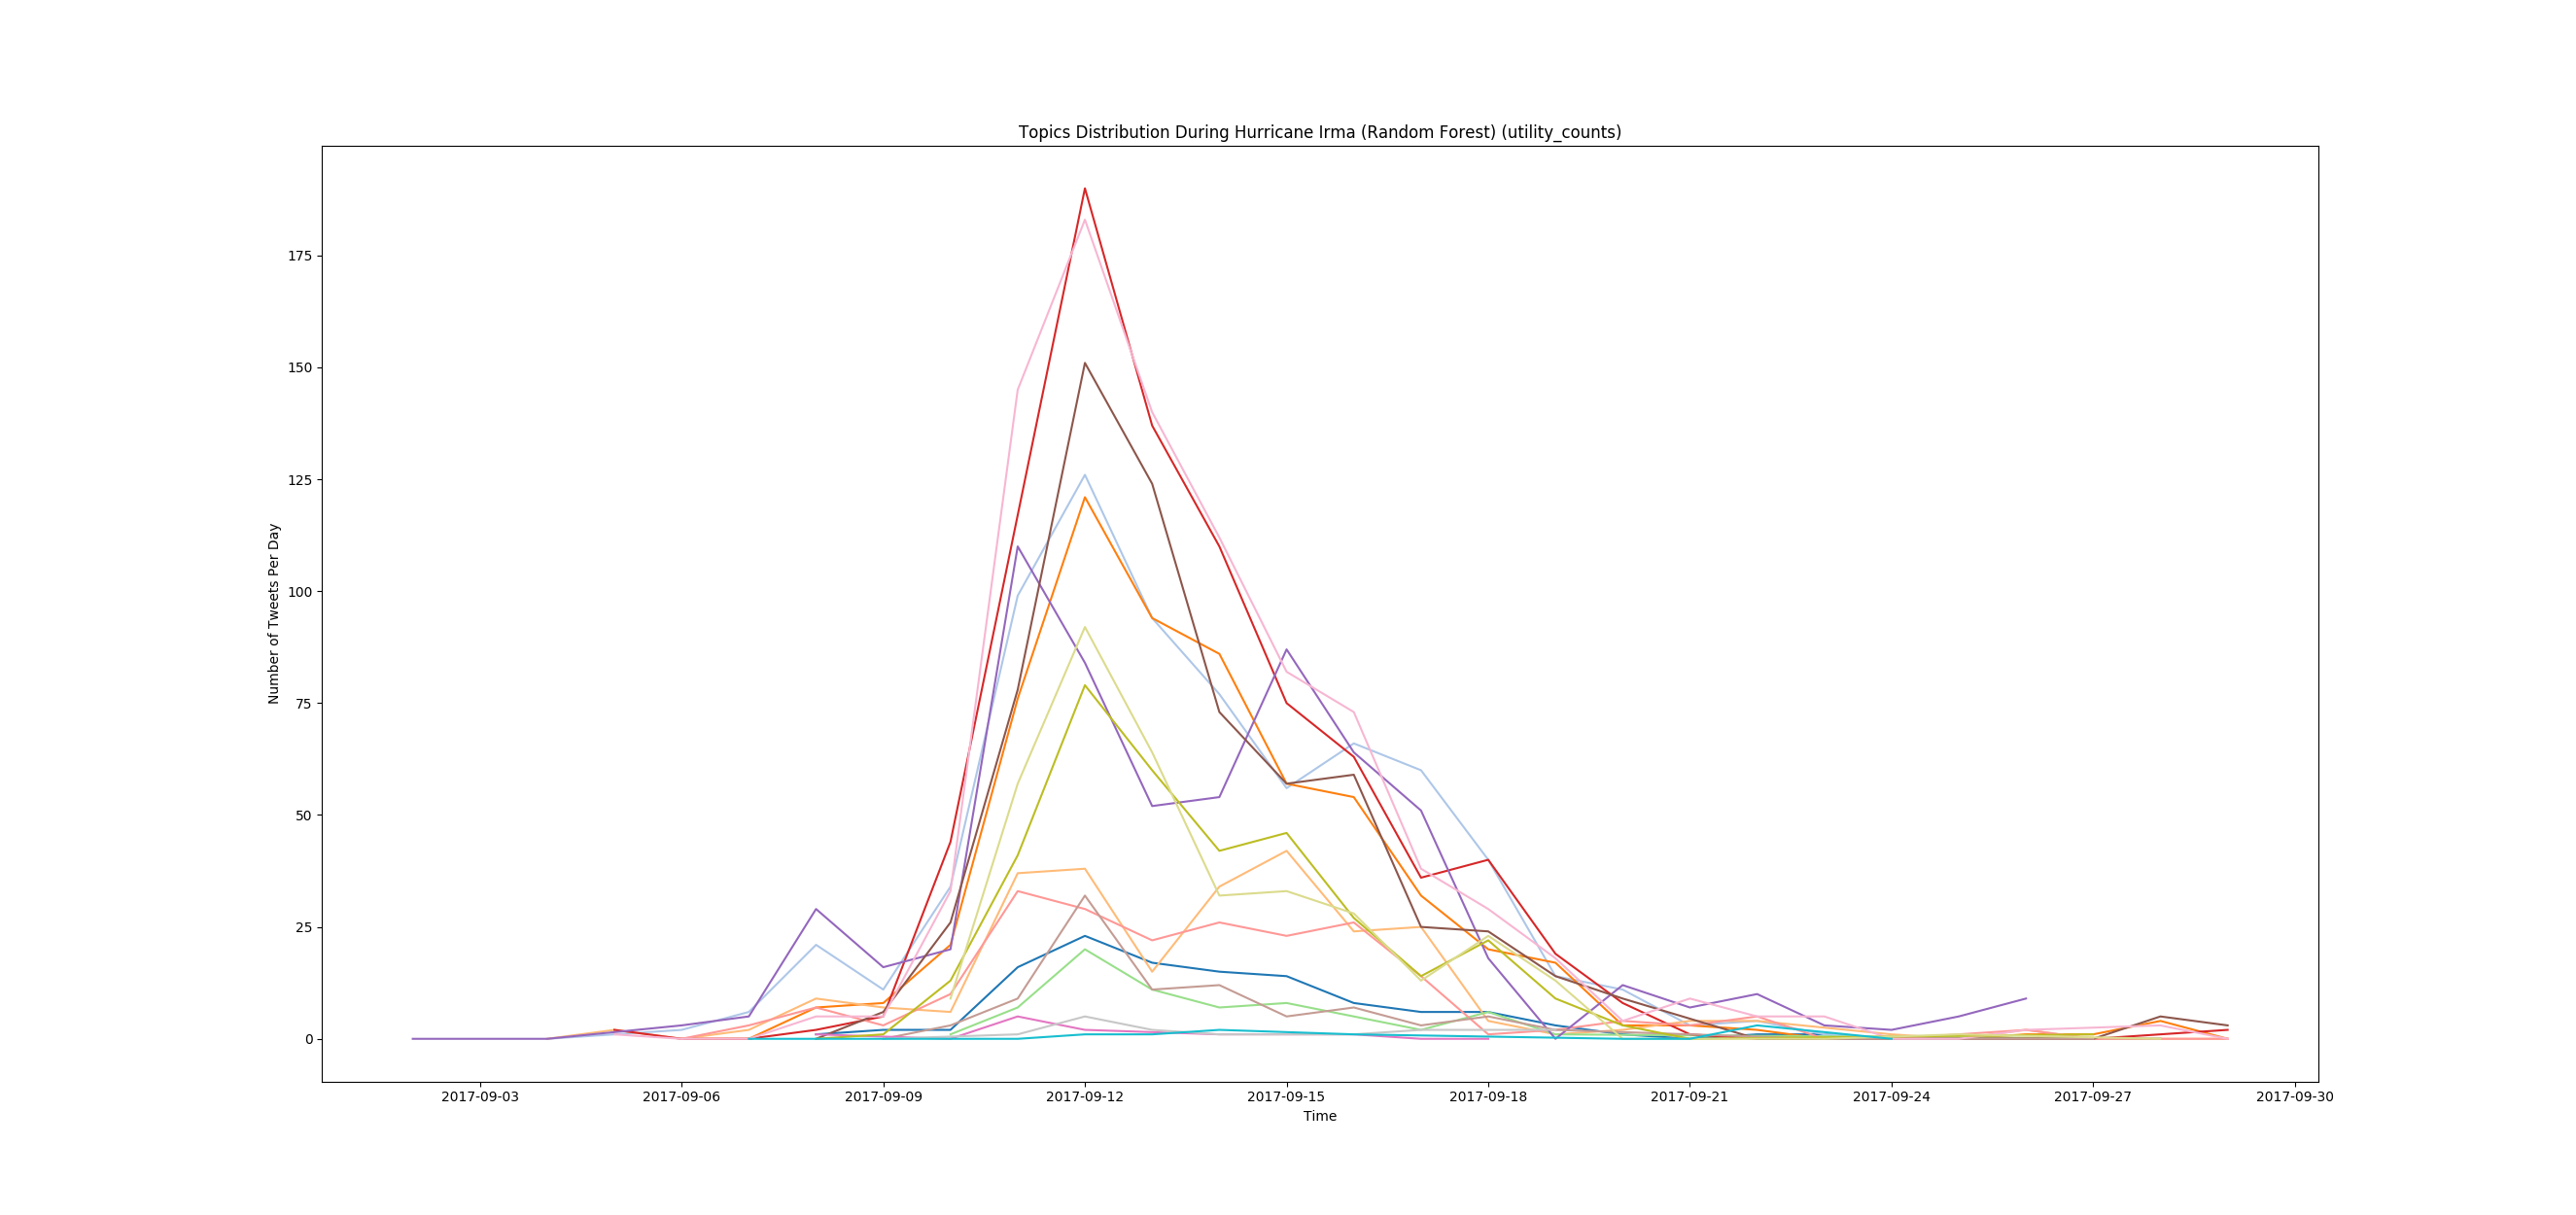 Topics Distribution During Hurricane Irma (Random Forest) (utility_counts)
Number of Tweets Per Day
175
150
125
100
75
50
25
0
2017-09-03 2017-09-06 2017-09-09 2017-09-12 2017-09-15 2017-09-18 2017-09-21 2017-09-24 2017-09-27 2017-09-30
Time